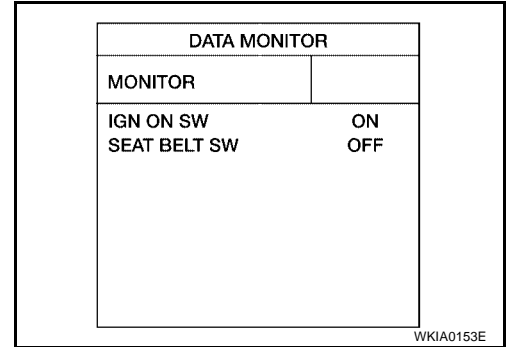 DATA MONITOR
MONITOR
IGN ON SW ON
SEAT BELT SW OFF
WKIA0153E